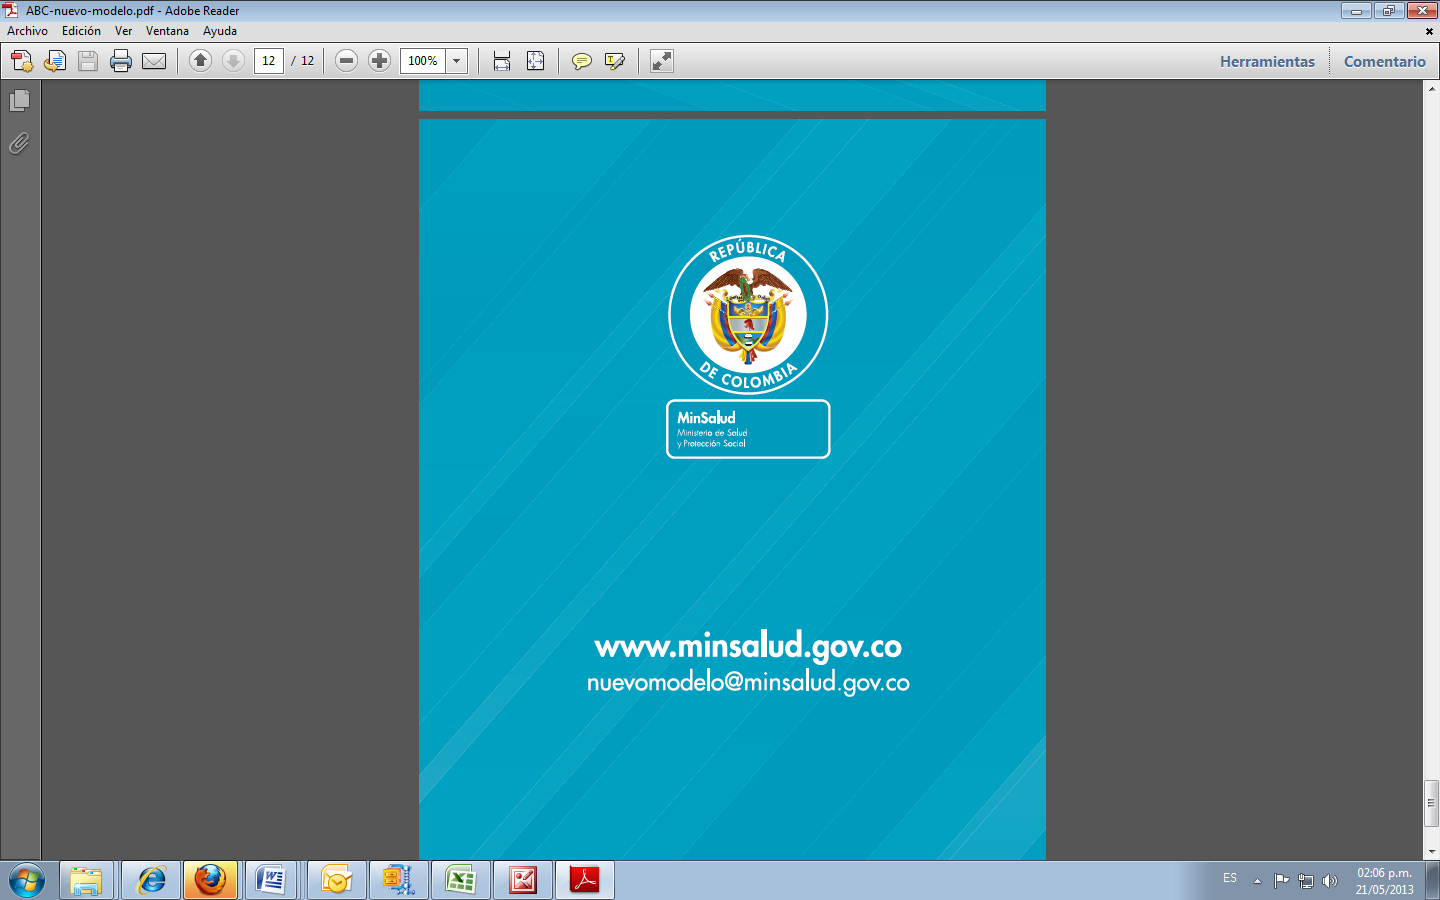 ABC-nuevo-modelo.pdf - Adobe Reader
Archivo Edición Ver Ventana Ayuda
12 / 12 100% Herramientas Comentario
REPÚBLICA
DE COLOMBIA
MinSalud
Ministerio de Salud
y Protección Social
www.minsalud.gov.co
nuevomodelo@minsalud.gov.co
ES 02:06 p.m.
21/05/2013